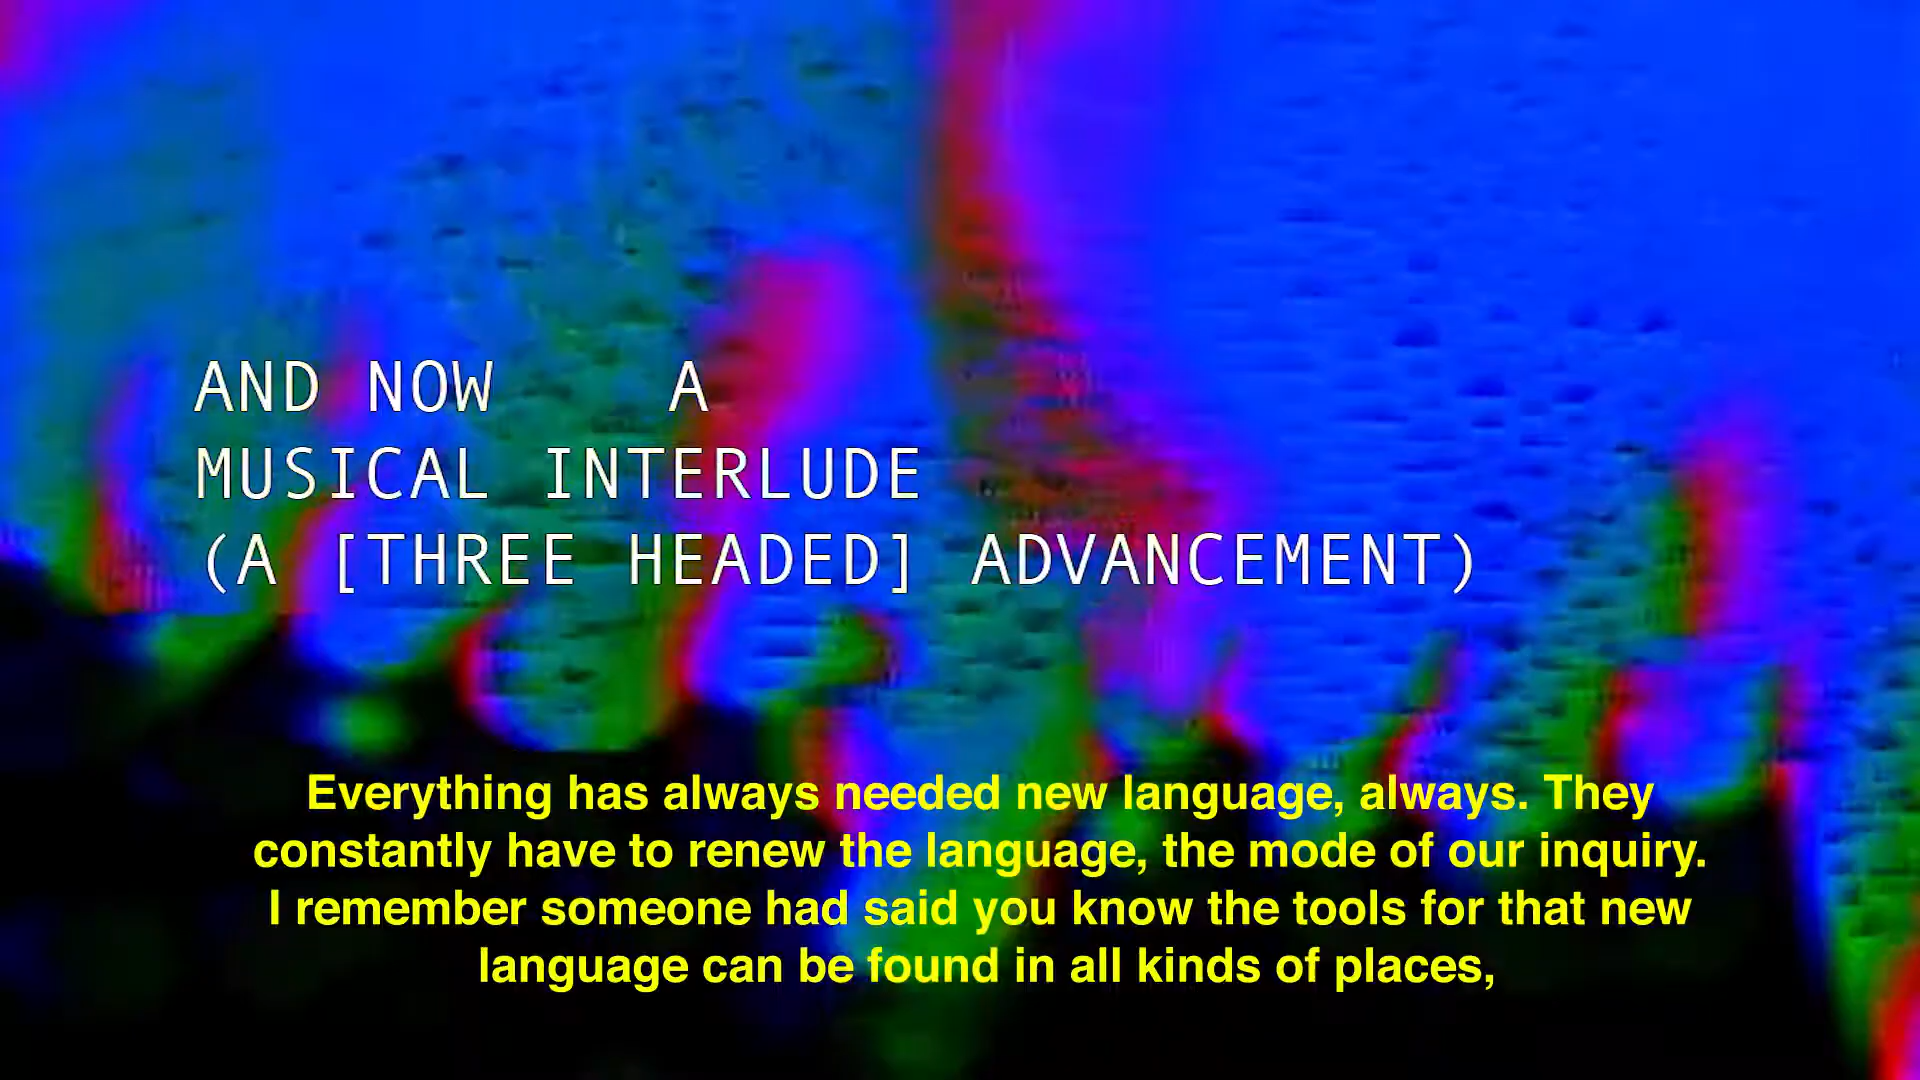 AND NOW    A
MUSICAL INTERLUDE
(A [THREE HEADED] ADVANCEMENT)
Everything has always needed new language, always. They
constantly have to renew the language, the mode of our inquiry.
I remember someone had said you know the tools for that new
language can be found in all kinds of places,